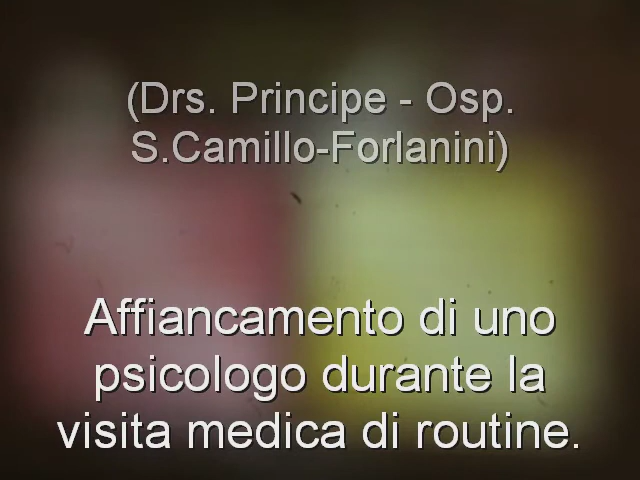 (Drs. Principe - Osp.
S.Camillo-Forlanini)
Affiancamento di uno
psicologo durante la
visita medica di routine.